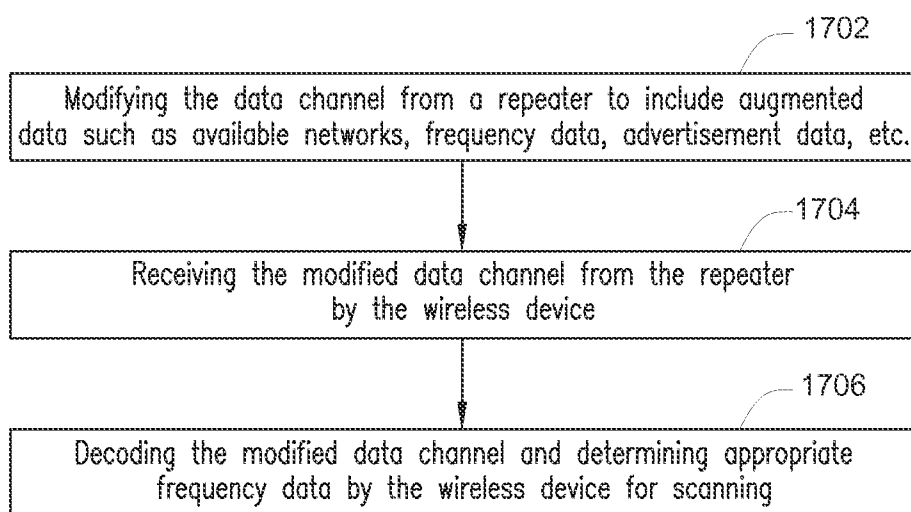 1702
Modifying the data channel from a repeater to include augmented
data such as available networks, frequency data, advertisement data, etc.
1704
Receiving the modified data channel from the repeater
by the wireless device
1706
Decoding the modified data channel and determining appropriate
frequency data by the wireless device for scanning